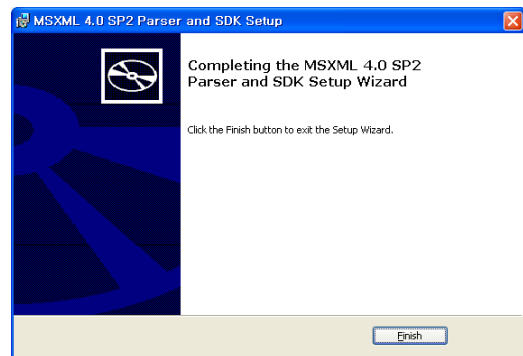 MSXML 4.0 SP2 Parser and SDK Setup
Completing the MSXML 4.0 SP2
Parser and SDK Setup Wizard
Click the Finish button to exit the Setup Wizard.
Finish